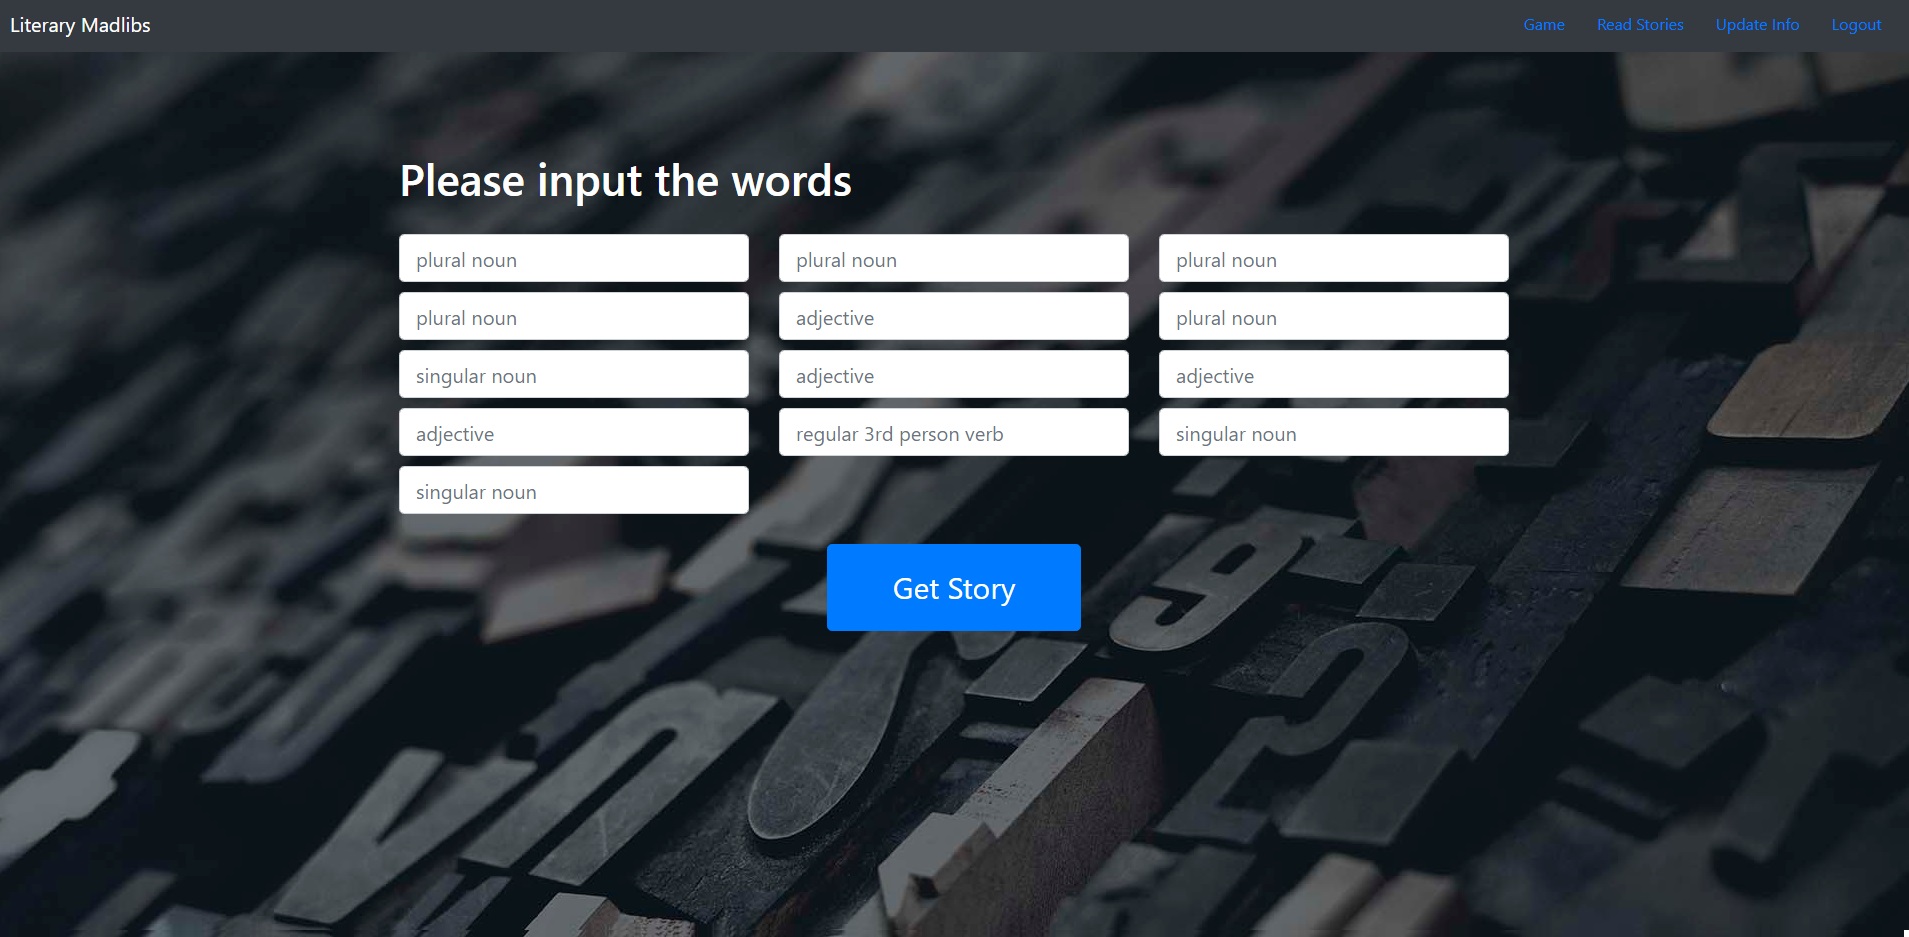 Literary Madlibs
Game Read Stories Update Info Logout
Please input the words
plural noun plural noun plural noun
plural noun adjective plural noun
singular noun adjective adjective
adjective regular 3rd person verb singular noun
singular noun
Get Story